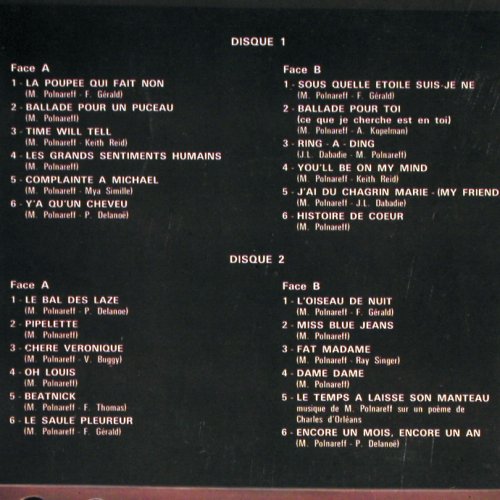 DISQUE 1
Face A
1 - LA POUPEE QUI FAIT NON
(M. Polnareff - F. Gérald)
2 - BALLADE POUR UN PUCEAU
(M. Polnareff)
3 - TIME WILL TELL
(M. Polnareff - Keith Reid)
4 - LES GRANDS SENTIMENTS HUMAINS
(M. Polnareff)
5 - COMPLAINTE A MICHAEL
(M. Polnareff - Mya Simille)
6 - Y'A QU'UN CHEVEU
(M. Polnareff - P. Delanoë)
Face B
1 - SOUS QUELLE ETOILE SUIS-JE NE
(M. Polnareff - F. Gérald)
2 - BALLADE POUR TOI
(ce que je cherche est en toi)
(M. Polnareff - A. Kopelman)
3 - RING - A - DING
(J.L. Dabadie - M. Polnareff)
4 - YOU'LL BE ON MY MIND
(M. Polnareff - Keith Reid)
5 - J'AI DU CHAGRIN MARIE - (MY FRIEND
(M. Polnareff - J.L. Dabadie)
6 - HISTOIRE DE COEUR
(M. Polnareff)
DISQUE 2
Face A
1 - LE BAL DES LAZE
(M. Polnareff - P. Delanoe)
2 - PIPELETTE
(M. Polnareff - F. Gérald)
3 - CHERE VERONIQUE
(M. Polnareff - V. Buggy)
4 - OH LOUIS
(M. Polnareff - F. Gérald)
5 - BEATNICK
(M. Polnareff - F. Thomas)
6 - LE SAULE PLEUREUR
(M. Polnareff - F. Gérald)
Face B
1 - L'OISEAU DE NUIT
(M. Polnareff - F. Gérald)
2 - MISS BLUE JEANS
(M. Polnareff)
3 - FAT MADAME
(M. Polnareff - Ray Singer)
4 - DAME DAME
(M. Polnareff)
5 - LE TEMPS A LAISSE SON MANTEAU
musique de M. Polnareff sur un poème de
Charles d'Orléans
6 - ENCORE UN MOIS, ENCORE UN AN
(M. Polnareff - P. Delanoë)